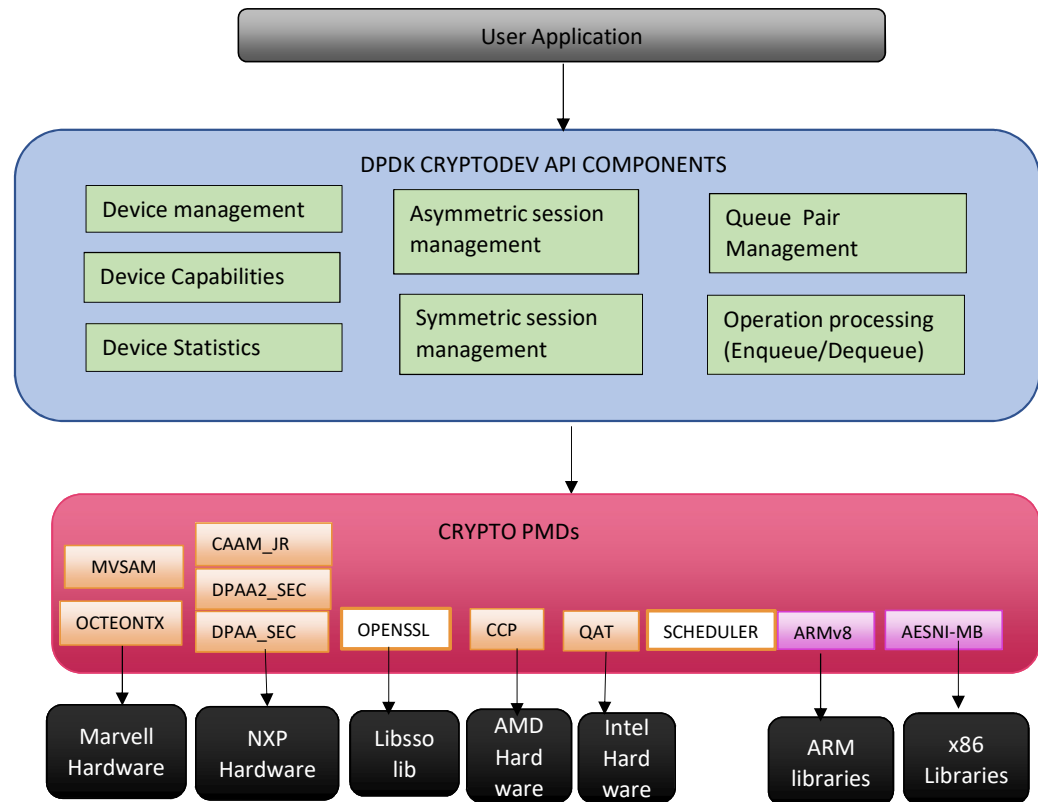 User Application
DPDK CRYPTODEV API COMPONENTS
Device management
Device Capabilities
Device Statistics
Asymmetric session
management
Symmetric session
management
Queue Pair
Management
Operation processing
(Enqueue/Dequeue)
CRYPTO PMDs
MVSAM
OCTEONTX
CAAM_JR
DPAA2_SEC
DPAA_SEC
OPENSSL
CCP
QAT
SCHEDULER
ARMv8
AESNI-MB
Marvell
Hardware
NXP
Hardware
Libsso
lib
AMD
Hard
ware
Intel
Hard
ware
ARM
libraries
x86
Libraries